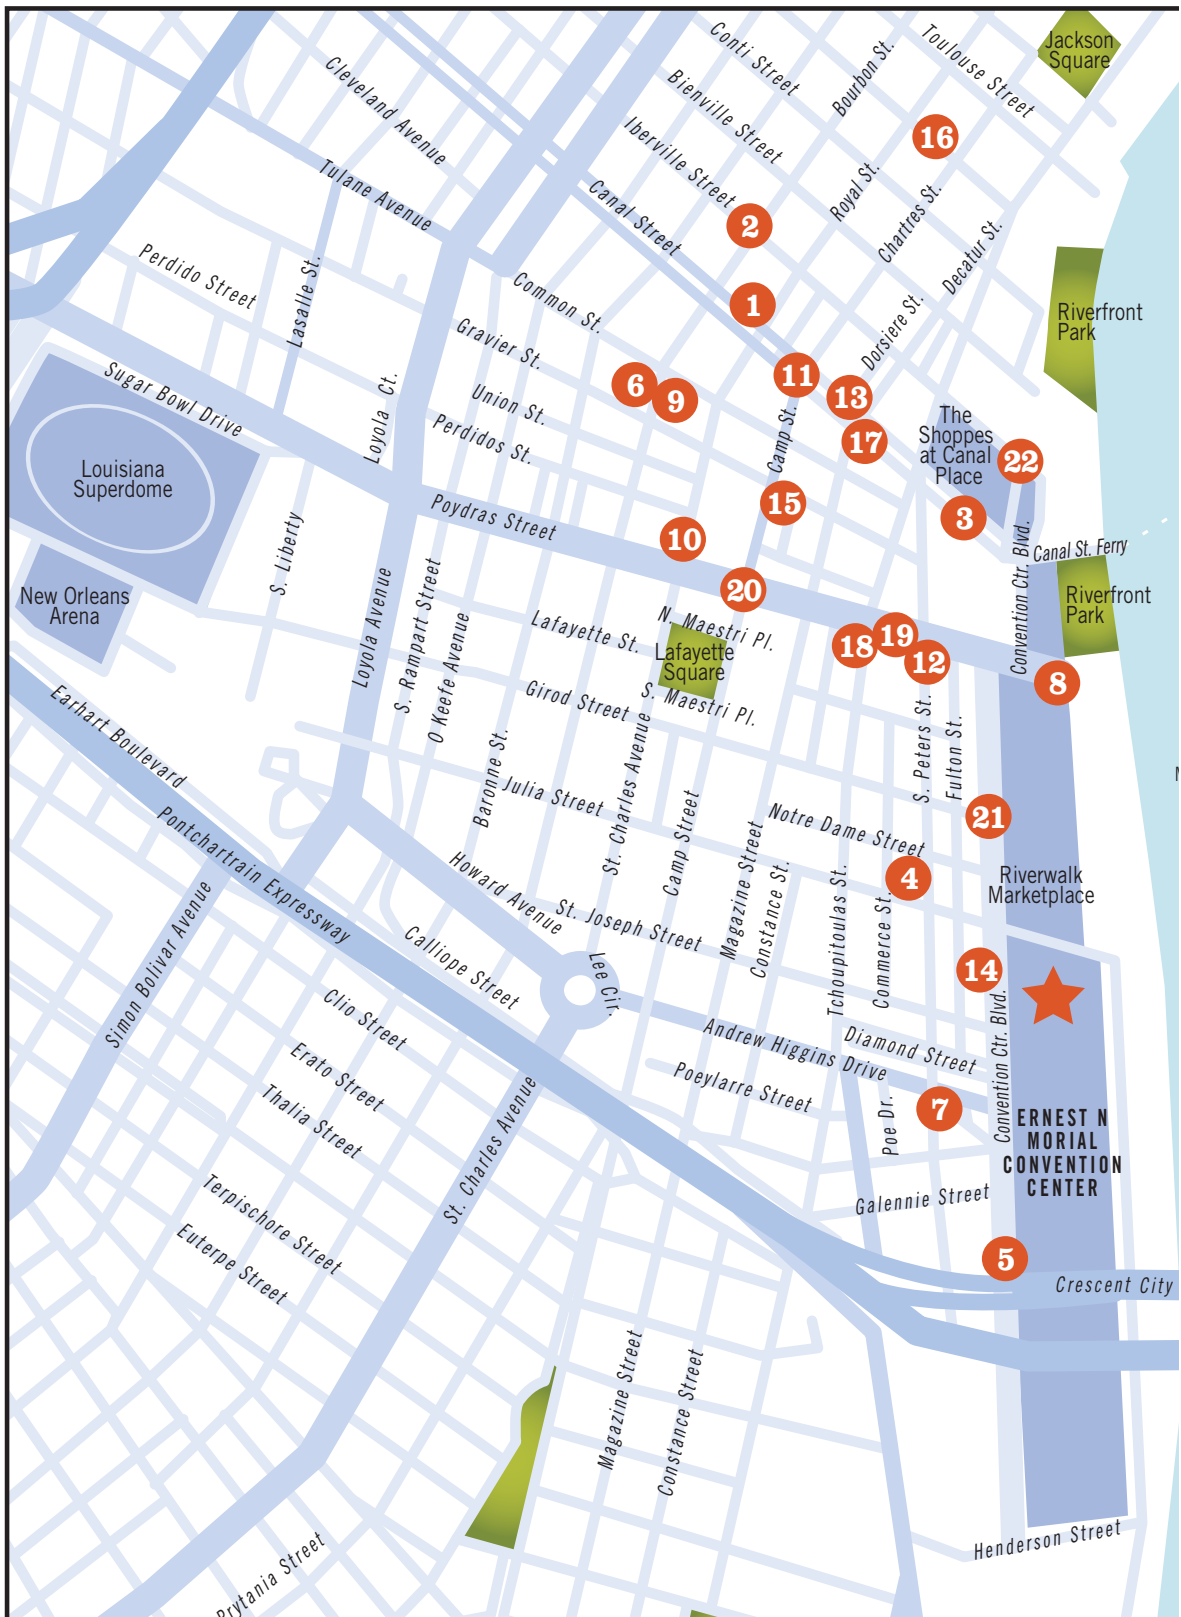 Jackson
Square
Toulouse Street
Bourbon St.
Conti Street
Bienville Street
Iberville Street
Cleveland Avenue
Tulane Avenue
Canal Street
16
Royal St.
Chartres St.
Decatur St.
2
Perdido Street
Lasalle St.
Common St.
1
Dorsiere St.
Riverfront
Park
Gravier St.
Sugar Bowl Drive
Loyola Ct.
Union St.
Perdidos St.
6
9
11
13
17
Camp St.
The
Shoppes
at Canal
Place
22
3
Louisiana
Superdome
Poydras Street
15
10
20
S. Liberty
Convention Ctr. Blvd.
Canal St. Ferry
New Orleans
Arena
Riverfront
Park
Loyola Avenue
S. Rampart Street
O Keefe Avenue
Lafayette St.
N. Maestri Pl.
Lafayette
Square
S. Maestri Pl.
18
19
12
8
Girod Street
Earhart Boulevard
Baronne St.
St. Charles Avenue
S. Peters St.
Fulton St.
Julia Street
Camp Street
Magazine Street
Constance St.
Notre Dame Street
21
Pontchartrain Expressway
Howard Avenue
St. Joseph Street
Tchoupitoulas St.
Commerce St.
4
Riverwalk
Marketplace
Simon Bolivar Avenue
Calliope Street
Lee Cir.
14
Convention Ctr. Blvd.
Clio Street
Erato Street
Thalia Street
Andrew Higgins Drive
Diamond Street
Poeylarre Street
Poe Dr.
7
ERNEST N
MORIAL
CONVENTION
CENTER
St. Charles Avenue
Terpischore Street
Euterpe Street
Galennie Street
5
Crescent City
Magazine Street
Constance Street
Henderson Street
Prytania Street